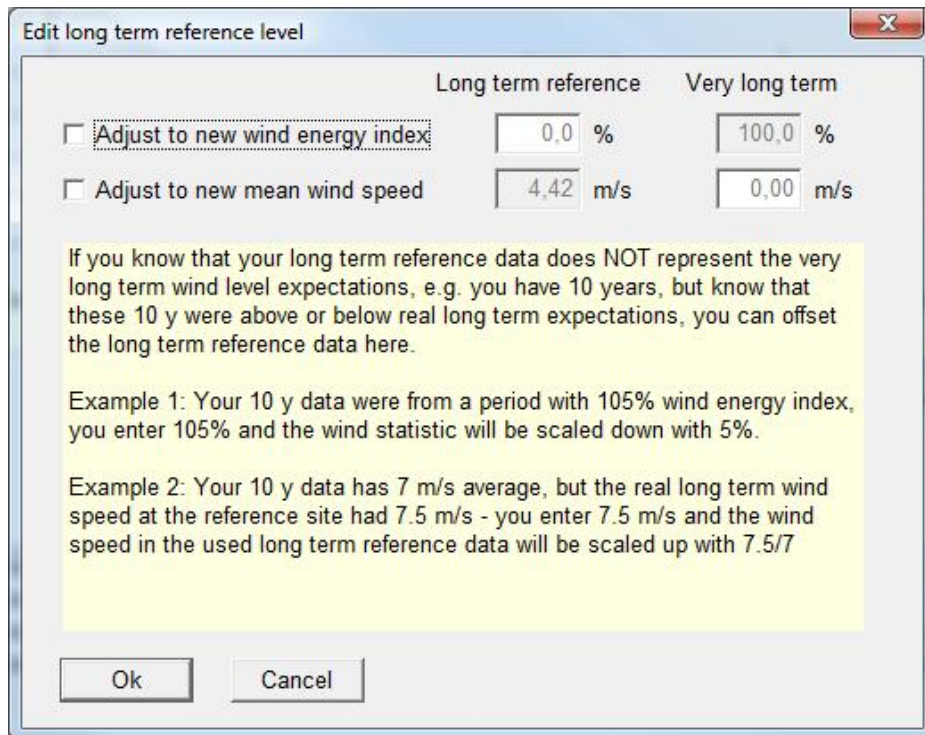 Edit long term reference level
Long term reference Very long term
Adjust to new wind energy index 0,0 % 100,0 %
Adjust to new mean wind speed 4,42 m/s 0,00 m/s
If you know that your long term reference data does NOT represent the very
long term wind level expectations, e.g. you have 10 years, but know that
these 10 y were above or below real long term expectations, you can offset
the long term reference data here.
Example 1: Your 10 y data were from a period with 105% wind energy index,
you enter 105% and the wind statistic will be scaled down with 5%.
Example 2: Your 10 y data has 7 m/s average, but the real long term wind
speed at the reference site had 7.5 m/s - you enter 7.5 m/s and the wind
speed in the used long term reference data will be scaled up with 7.5/7
Ok Cancel